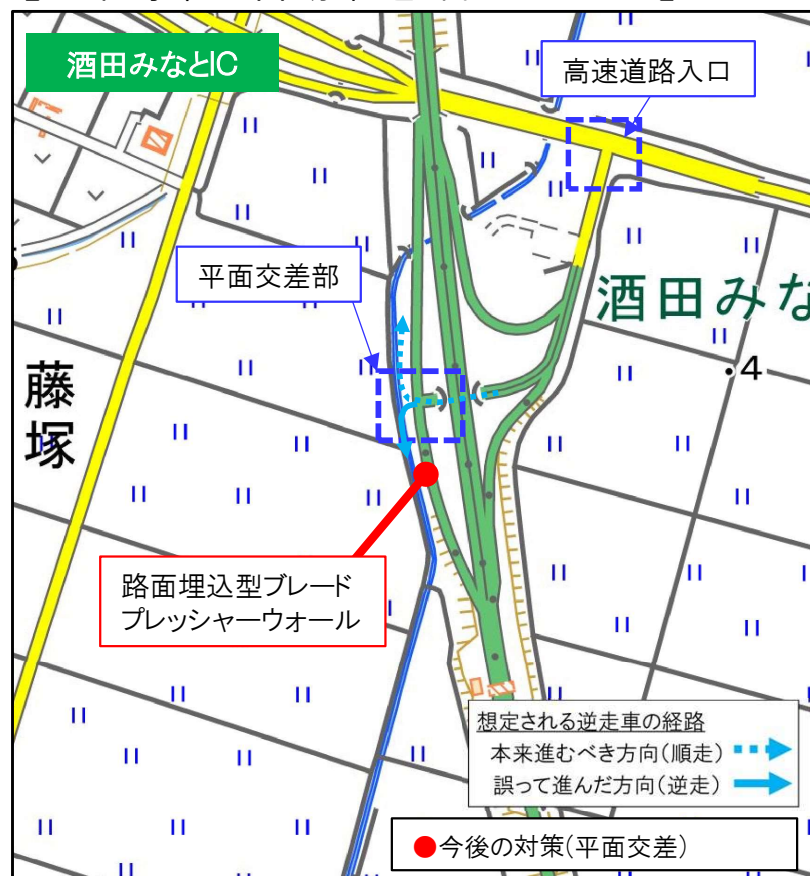 酒田みなとIC
高速道路入口
平面交差部
酒田みな
・4
藤塚
路面埋込型ブレード
プレッシャーウォール
想定される逆走車の経路
本来進むべき方向(順走)
誤って進んだ方向(逆走)
●今後の対策(平面交差)